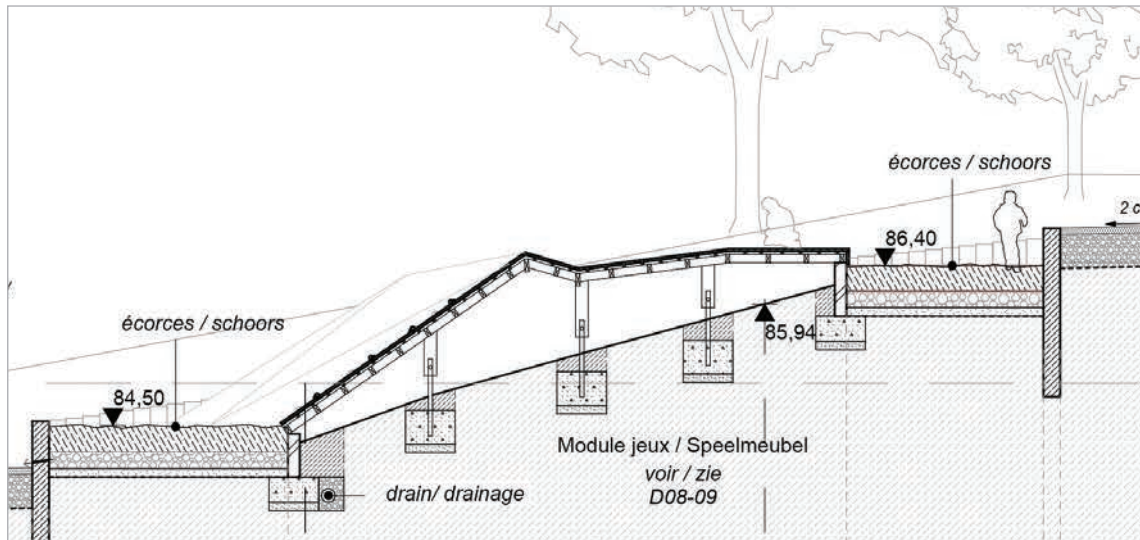 écorces / schoors
2
86,40
écorces / schoors
85,94
84,50
Module jeux / Speelmeubel
voir / zie
D08-09
drain/ drainage